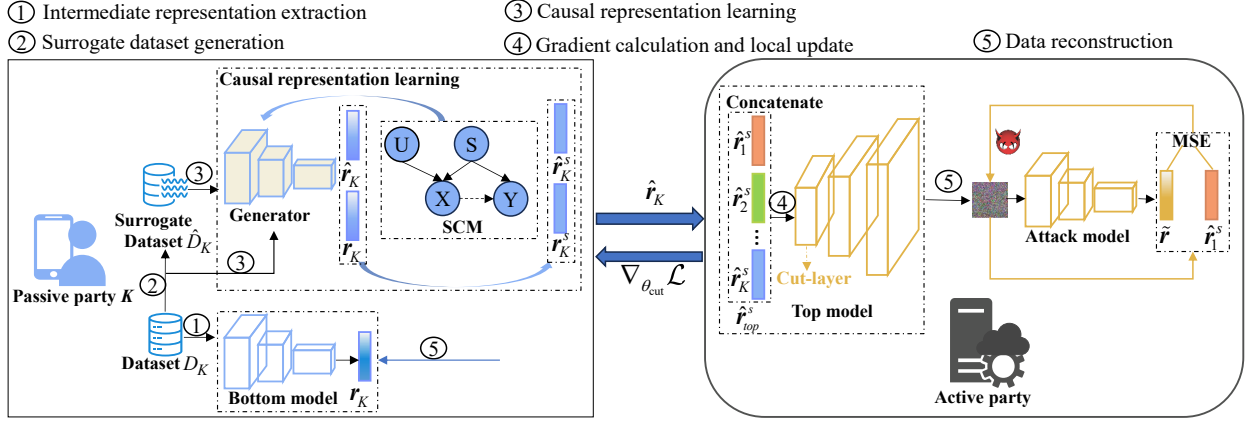 ① Intermediate representation extraction
③ Causal representation learning
② Surrogate dataset generation
④ Gradient calculation and local update
⑤ Data reconstruction
Causal representation learning
③
Generator
r̂_K
r_K
U
S
X
Y
SCM
r̂_K^s
r_K^s
Surrogate
Dataset D̂_K
③
②
Passive party K
①
Dataset D_K
Bottom model
r_K
⑤
r̂_K
∇_{θ_cut} ℒ
Concatenate
r̂_1^s
r̂_2^s
⋮
r̂_K^s
r̂_top^s
④
Cut-layer
Top model
⑤
Attack model
MSE
r̃
r̂_1^s
Active party